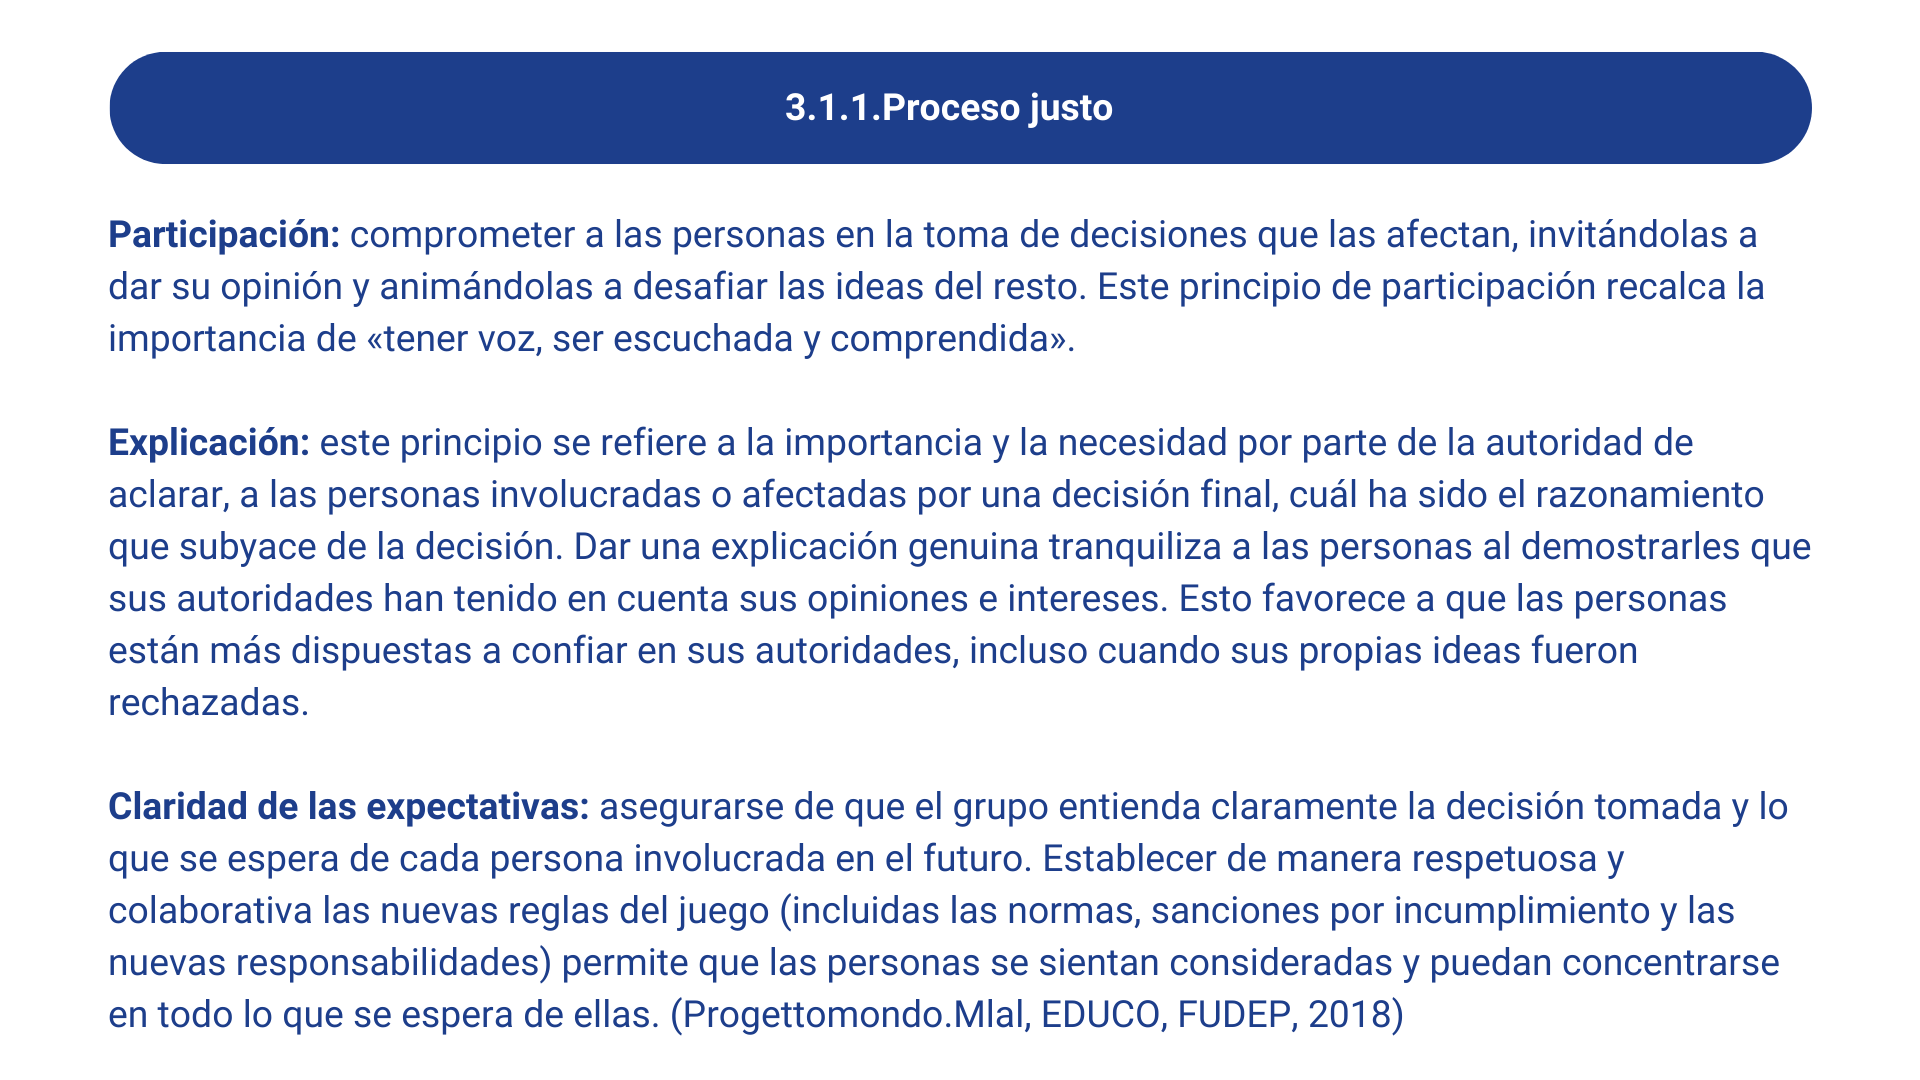 3.1.1.Proceso justo
Participación: comprometer a las personas en la toma de decisiones que las afectan, invitándolas a
dar su opinión y animándolas a desafiar las ideas del resto. Este principio de participación recalca la
importancia de «tener voz, ser escuchada y comprendida».
Explicación: este principio se refiere a la importancia y la necesidad por parte de la autoridad de
aclarar, a las personas involucradas o afectadas por una decisión final, cuál ha sido el razonamiento
que subyace de la decisión. Dar una explicación genuina tranquiliza a las personas al demostrarles que
sus autoridades han tenido en cuenta sus opiniones e intereses. Esto favorece a que las personas
están más dispuestas a confiar en sus autoridades, incluso cuando sus propias ideas fueron
rechazadas.
Claridad de las expectativas: asegurarse de que el grupo entienda claramente la decisión tomada y lo
que se espera de cada persona involucrada en el futuro. Establecer de manera respetuosa y
colaborativa las nuevas reglas del juego (incluidas las normas, sanciones por incumplimiento y las
nuevas responsabilidades) permite que las personas se sientan consideradas y puedan concentrarse
en todo lo que se espera de ellas. (Progettomondo.Mlal, EDUCO, FUDEP, 2018)